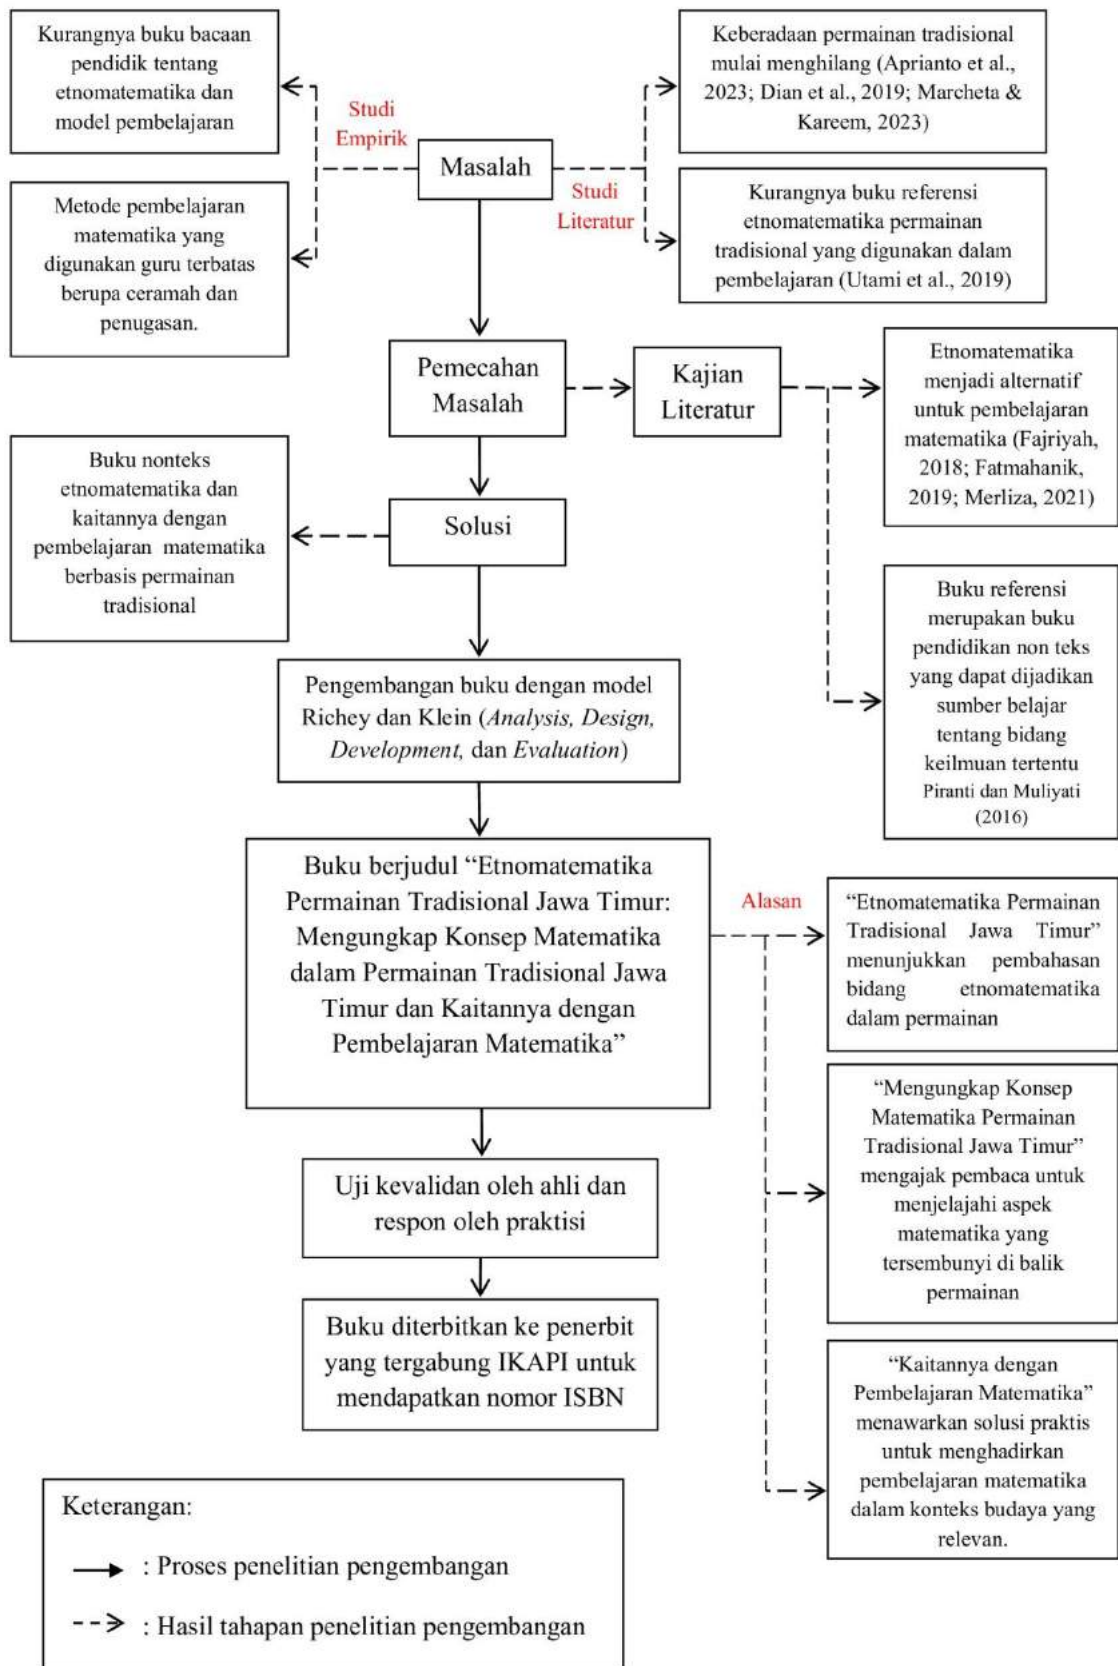 Kurangnya buku bacaan
pendidik tentang
etnomatematika dan
model pembelajaran
Studi
Empirik
Keberadaan permainan tradisional
mulai menghilang (Aprianto et al.,
2023; Dian et al., 2019; Marcheta &
Kareem, 2023)
Masalah
Studi
Literatur
Metode pembelajaran
matematika yang
digunakan guru terbatas
berupa ceramah dan
penugasan.
Kurangnya buku referensi
etnomatematika permainan
tradisional yang digunakan dalam
pembelajaran (Utami et al., 2019)
Pemecahan
Masalah
Kajian
Literatur
Etnomatematika
menjadi alternatif
untuk pembelajaran
matematika (Fajriyah,
2018; Fatmahanik,
2019; Merliza, 2021)
Buku nonteks
etnomatematika dan
kaitannya dengan
pembelajaran matematika
berbasis permainan
tradisional
Solusi
Buku referensi
merupakan buku
pendidikan non teks
yang dapat dijadikan
sumber belajar
tentang bidang
keilmuan tertentu
Piranti dan Muliyati
(2016)
Pengembangan buku dengan model
Richey dan Klein (Analysis, Design,
Development, dan Evaluation)
Buku berjudul “Etnomatematika
Permainan Tradisional Jawa Timur:
Mengungkap Konsep Matematika
dalam Permainan Tradisional Jawa
Timur dan Kaitannya dengan
Pembelajaran Matematika”
Alasan
“Etnomatematika Permainan
Tradisional Jawa Timur”
menunjukkan pembahasan
bidang etnomatematika
dalam permainan
“Mengungkap Konsep
Matematika Permainan
Tradisional Jawa Timur”
mengajak pembaca untuk
menjelajahi aspek
matematika yang
tersembunyi di balik
permainan
Uji kevalidan oleh ahli dan
respon oleh praktisi
Buku diterbitkan ke penerbit
yang tergabung IKAPI untuk
mendapatkan nomor ISBN
“Kaitannya dengan
Pembelajaran Matematika”
menawarkan solusi praktis
untuk menghadirkan
pembelajaran matematika
dalam konteks budaya yang
relevan.
Keterangan:
: Proses penelitian pengembangan
: Hasil tahapan penelitian pengembangan